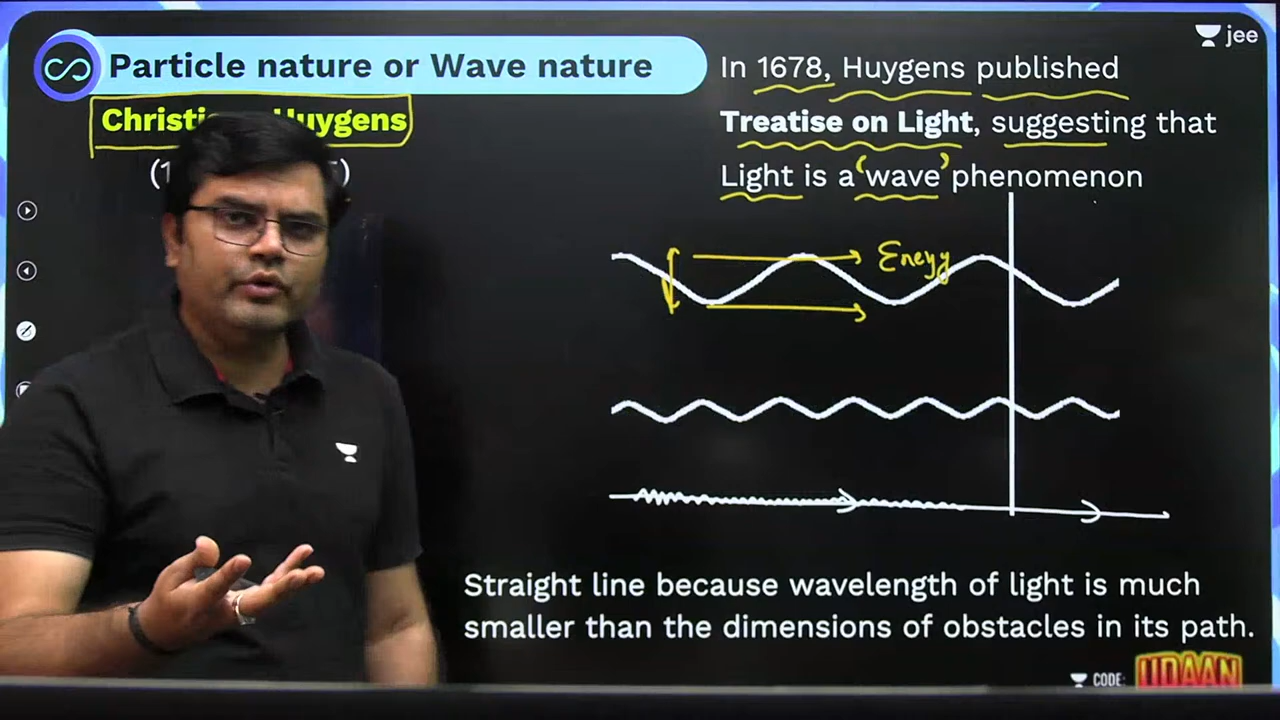 Particle nature or Wave nature
Huygens
In 1678, Huygens published
Treatise on Light, suggesting that
Light is a 'wave' phenomenon
jee
Energy
Straight line because wavelength of light is much
smaller than the dimensions of obstacles in its path.
CODE: UDAAN